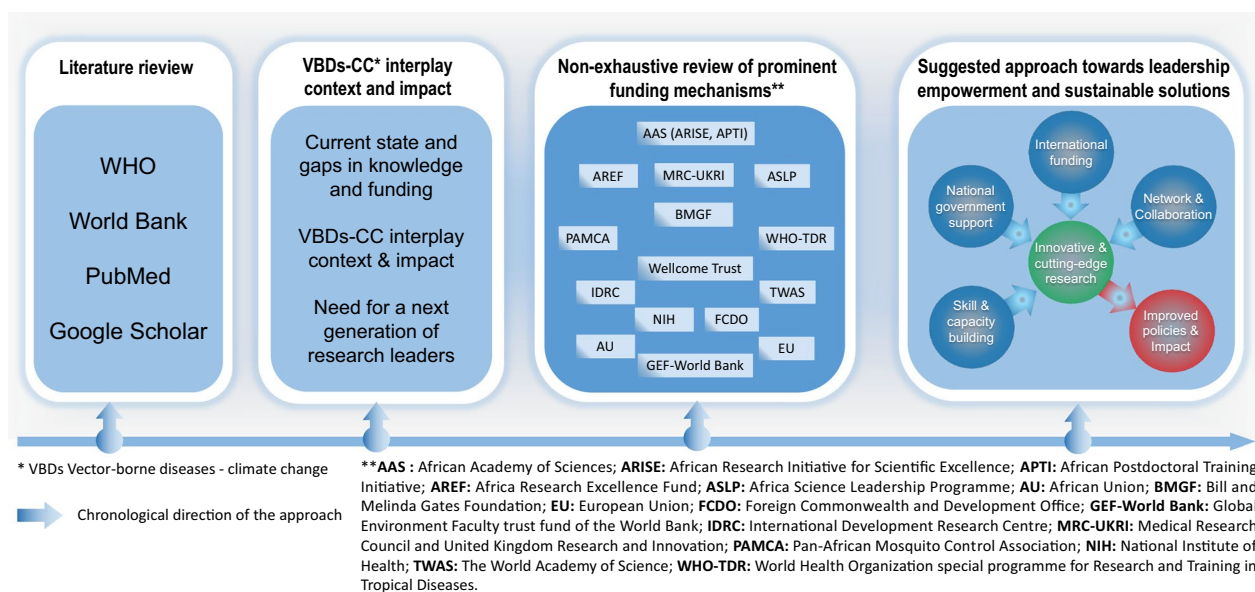 Literature rieview
WHO
World Bank
PubMed
Google Scholar
VBDs-CC* interplay
context and impact
Current state and
gaps in knowledge
and funding
VBDs-CC interplay
context & impact
Need for a next
generation of
research leaders
Non-exhaustive review of prominent
funding mechanisms**
AAS (ARISE, APTI)
AREF
MRC-UKRI
ASLP
BMGF
PAMCA
WHO-TDR
Wellcome Trust
IDRC
TWAS
NIH
FCDO
AU
EU
GEF-World Bank
Suggested approach towards leadership
empowerment and sustainable solutions
International
funding
National
government
support
Network &
Collaboration
Innovative &
cutting-edge
research
Skill &
capacity
building
Improved
policies &
Impact
* VBDs Vector-borne diseases - climate change
Chronological direction of the approach
**AAS : African Academy of Sciences; ARISE: African Research Initiative for Scientific Excellence; APTI: African Postdoctoral Training
Initiative; AREF: Africa Research Excellence Fund; ASLP: Africa Science Leadership Programme; AU: African Union; BMGF: Bill and
Melinda Gates Foundation; EU: European Union; FCDO: Foreign Commonwealth and Development Office; GEF-World Bank: Global
Environment Faculty trust fund of the World Bank; IDRC: International Development Research Centre; MRC-UKRI: Medical Research
Council and United Kingdom Research and Innovation; PAMCA: Pan-African Mosquito Control Association; NIH: National Institute of
Health; TWAS: The World Academy of Science; WHO-TDR: World Health Organization special programme for Research and Training in
Tropical Diseases.